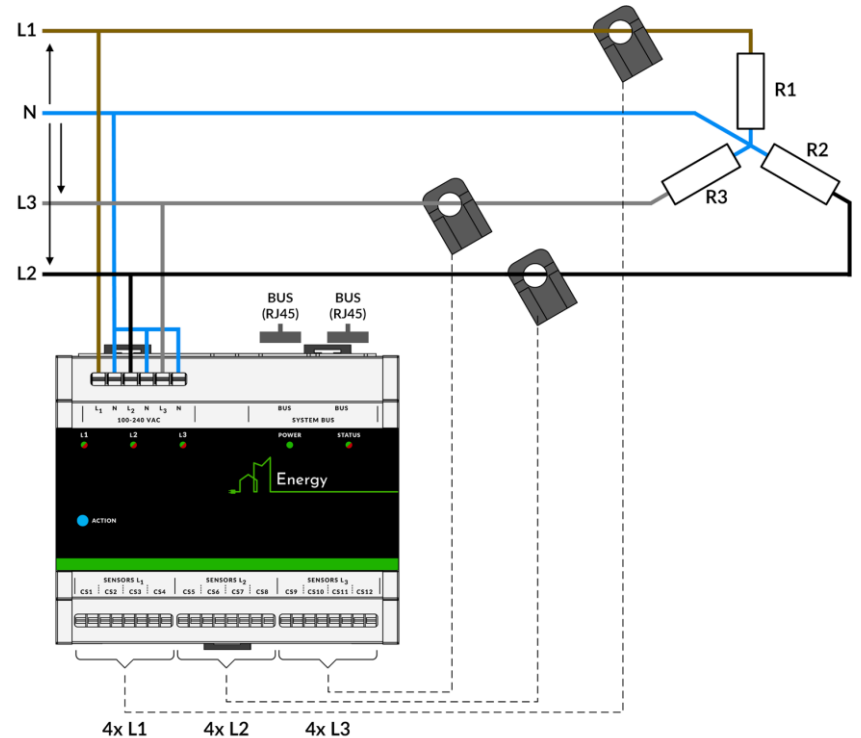 L1
R1
N
R2
R3
L3
L2
BUS (RJ45) BUS (RJ45)
L1 N L2 N L3 N BUS BUS
100-240 VAC SYSTEM BUS
L1 L2 L3 POWER STATUS
Energy
ACTION
SENSORS L1 SENSORS L2 SENSORS L3
CS1 CS2 CS3 CS4 CS5 CS6 CS7 CS8 CS9 CS10 CS11 CS12
4x L1 4x L2 4x L3